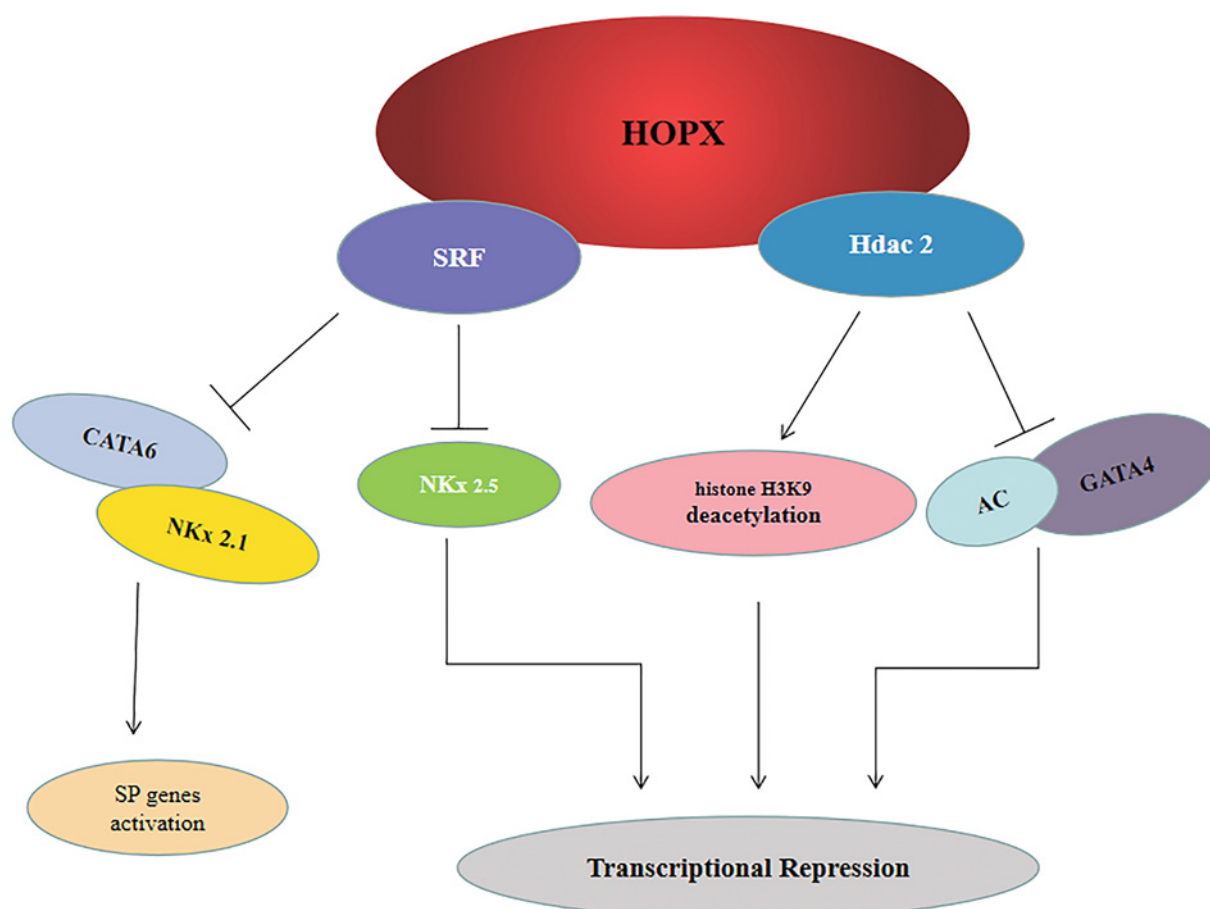 HOPX
SRF
Hdac 2
CATA6
NKx 2.1
NKx 2.5
histone H3K9
deacetylation
AC
GATA4
SP genes
activation
Transcriptional Repression